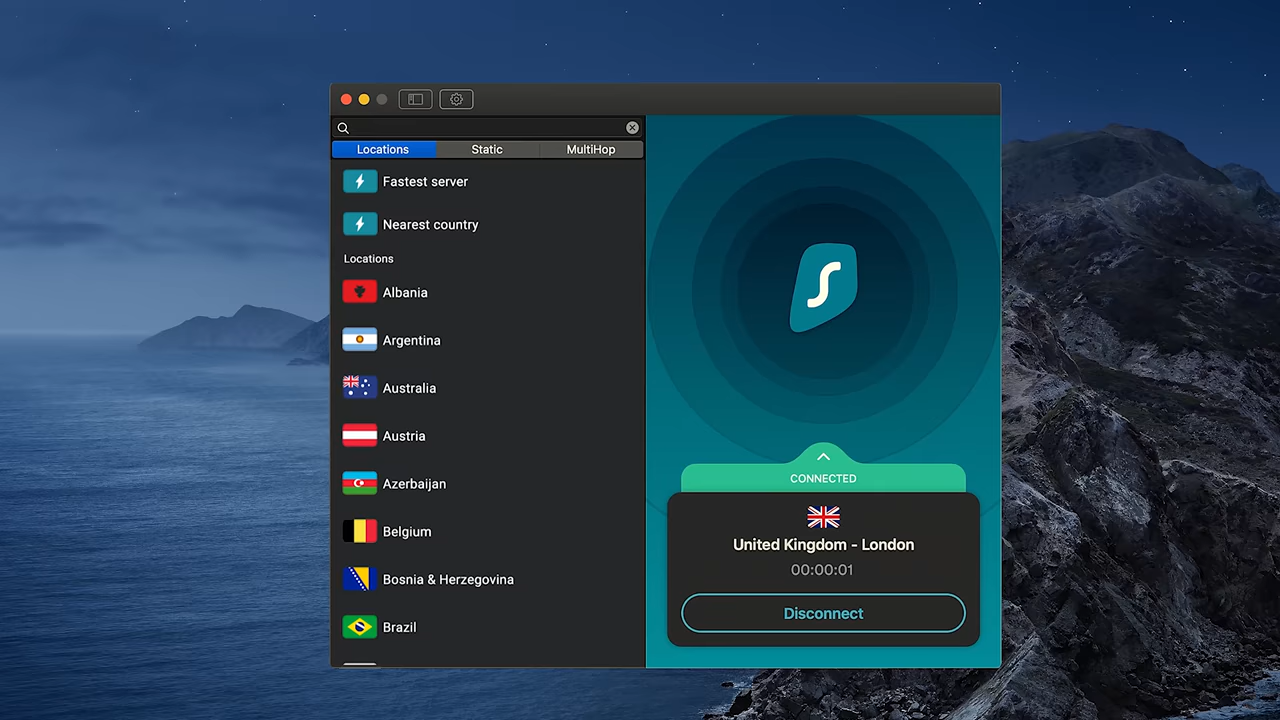 Locations Static MultiHop
Fastest server
Nearest country
Locations
Albania
Argentina
Australia
Austria
Azerbaijan
Belgium
Bosnia & Herzegovina
Brazil
CONNECTED
United Kingdom - London
00:00:01
Disconnect